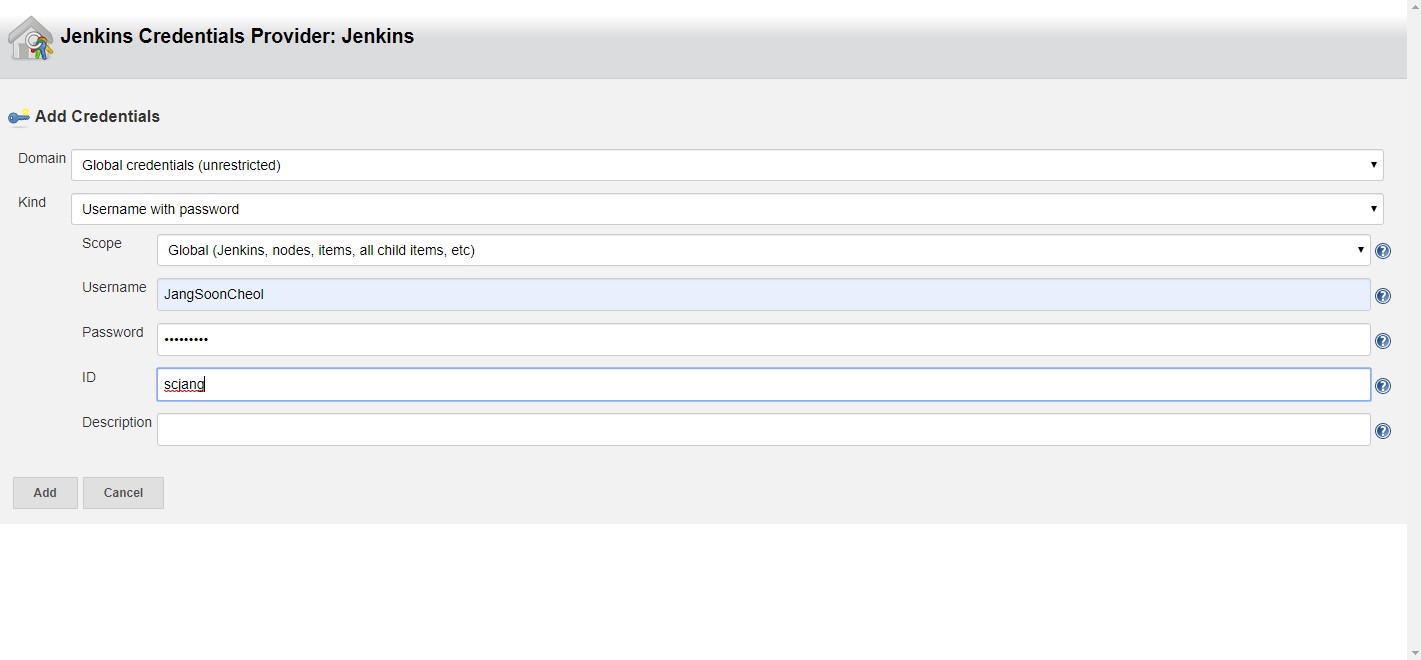 Jenkins Credentials Provider: Jenkins
Add Credentials
Domain Global credentials (unrestricted)
Kind Username with password
Scope Global (Jenkins, nodes, items, all child items, etc)
Username JangSoonCheol
Password •••••••••
ID scjang
Description
Add Cancel